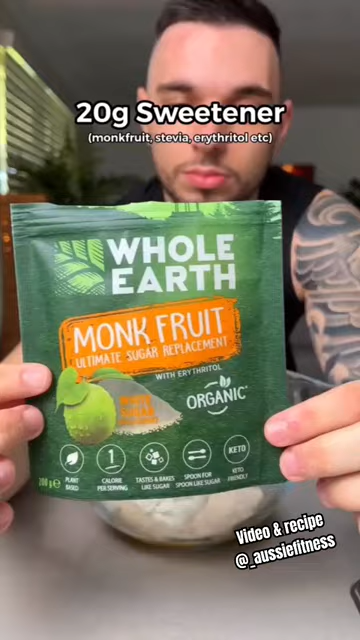 20g Sweetener
(monkfruit, stevia, erythritol etc)
WHOLE
EARTH
MONK FRUIT
ULTIMATE SUGAR REPLACEMENT
WITH ERYTHRITOL
ORGANIC
PLANT
BASED
1
CALORIE
PER SERVING
TASTES & BAKES
LIKE SUGAR
SPOON FOR
SPOON LIKE SUGAR
KETO
KETO
FRIENDLY
200g℮
Video & recipe
@_aussiefitness